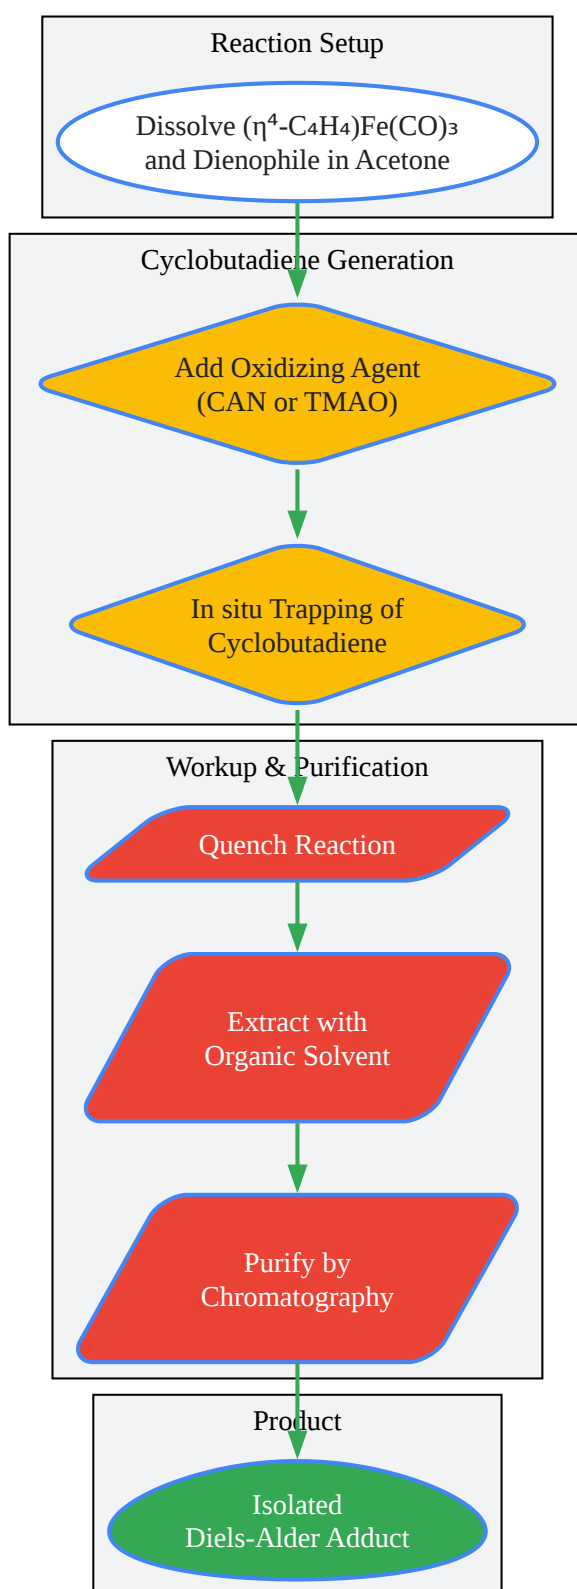 Reaction Setup
Dissolve (η⁴-C₄H₄)Fe(CO)₃
and Dienophile in Acetone
Cyclobutadiene Generation
Add Oxidizing Agent
(CAN or TMAO)
In situ Trapping of
Cyclobutadiene
Workup & Purification
Quench Reaction
Extract with
Organic Solvent
Purify by
Chromatography
Product
Isolated
Diels-Alder Adduct